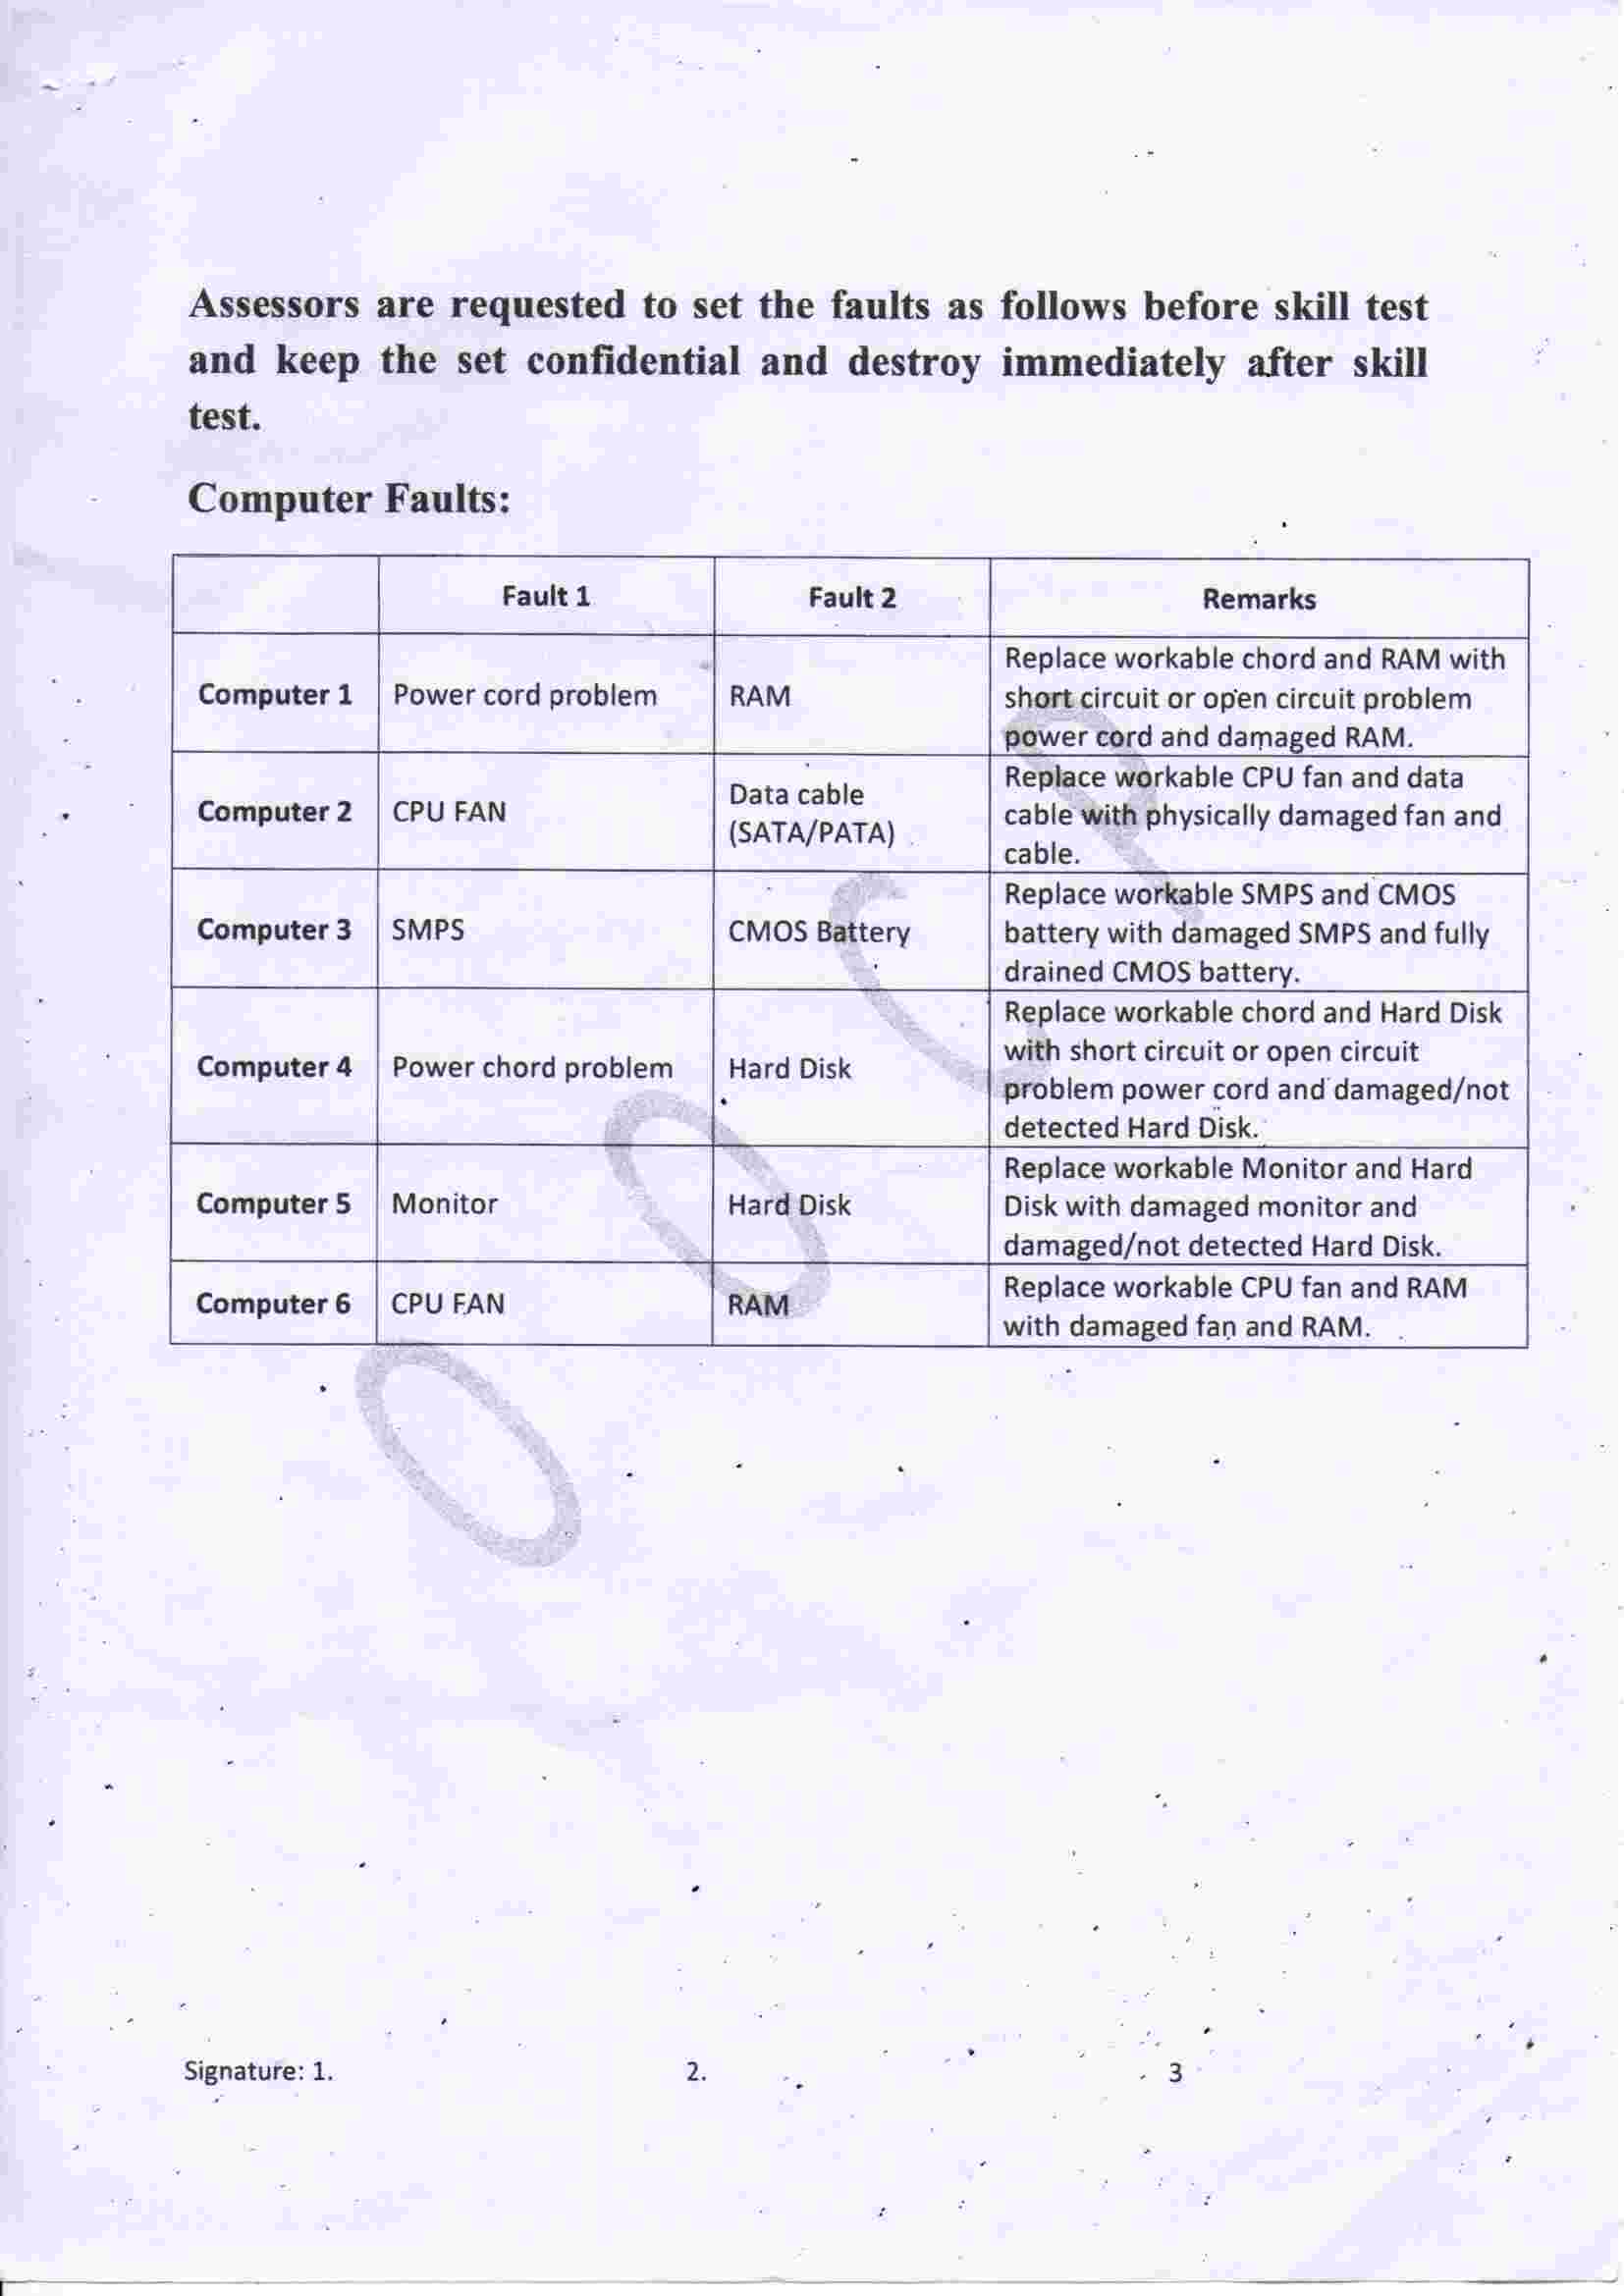 Assessors are requested to set the faults as follows before skill test
and keep the set confidential and destroy immediately after skill
test.
Computer Faults:
Fault 1 Fault 2 Remarks
Computer 1 Power cord problem RAM Replace workable chord and RAM with
short circuit or open circuit problem
power cord and damaged RAM.
Computer 2 CPU FAN Data cable
(SATA/PATA)
Replace workable CPU fan and data
cable with physically damaged fan and
cable.
Computer 3 SMPS CMOS Battery Replace workable SMPS and CMOS
battery with damaged SMPS and fully
drained CMOS battery.
Computer 4 Power chord problem Hard Disk Replace workable chord and Hard Disk
with short circuit or open circuit
problem power cord and damaged/not
detected Hard Disk.
Computer 5 Monitor Hard Disk Replace workable Monitor and Hard
Disk with damaged monitor and
damaged/not detected Hard Disk.
Computer 6 CPU FAN RAM Replace workable CPU fan and RAM
with damaged fan and RAM.
Signature: 1. 2. 3